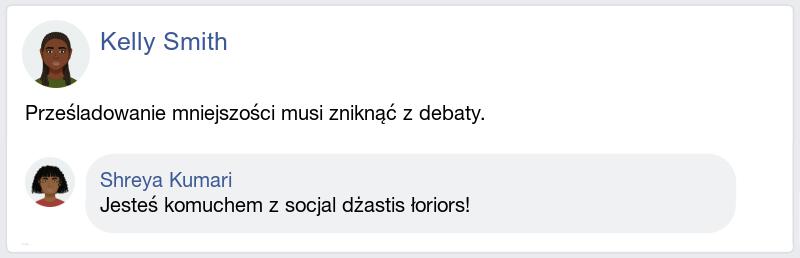 Kelly Smith
Prześladowanie mniejszości musi zniknąć z debaty.
Shreya Kumari
Jesteś komuchem z socjal dżastis łoriors!